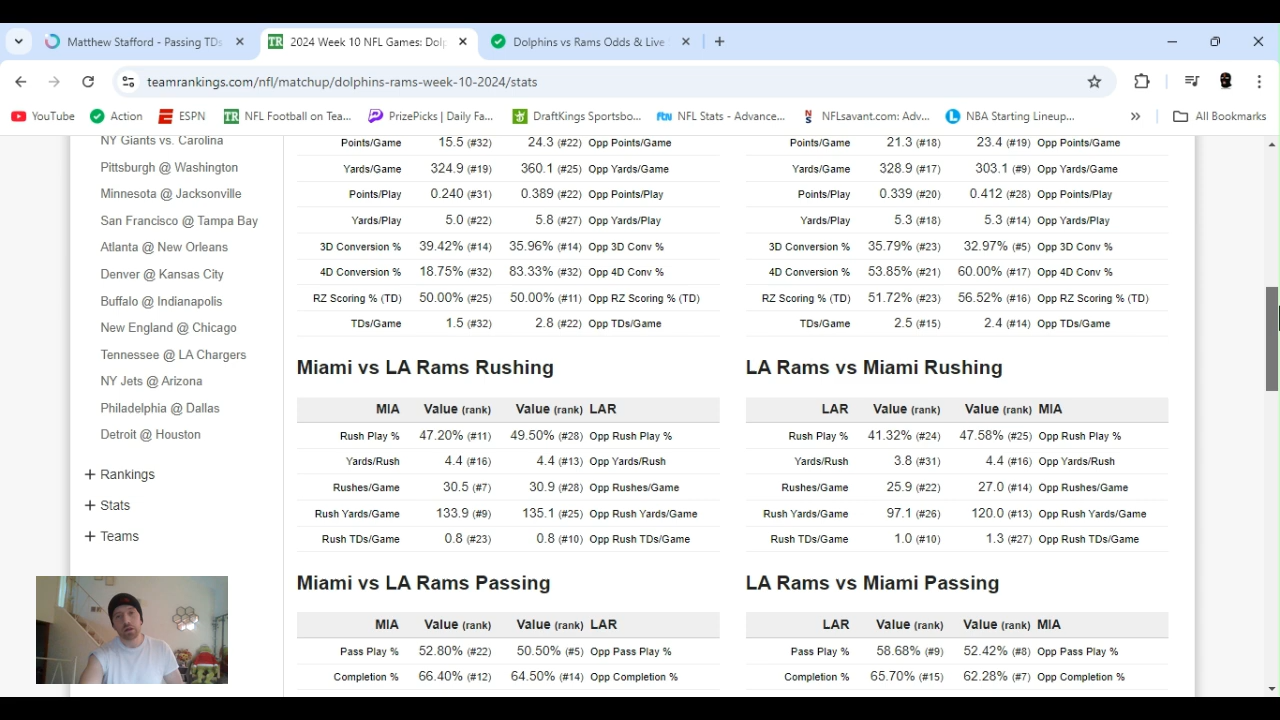 Matthew Stafford - Passing TDs
2024 Week 10 NFL Games: Dolp
Dolphins vs Rams Odds & Live
teamrankings.com/nfl/matchup/dolphins-rams-week-10-2024/stats
YouTube
Action
ESPN
NFL Football on Tea...
PrizePicks | Daily Fa...
DraftKings Sportsbo...
NFL Stats - Advance...
NFLsavant.com: Adv...
NBA Starting Lineup...
»
All Bookmarks
NY Giants vs. Carolina
Pittsburgh @ Washington
Minnesota @ Jacksonville
San Francisco @ Tampa Bay
Atlanta @ New Orleans
Denver @ Kansas City
Buffalo @ Indianapolis
New England @ Chicago
Tennessee @ LA Chargers
NY Jets @ Arizona
Philadelphia @ Dallas
Detroit @ Houston
+ Rankings
+ Stats
+ Teams
Points/Game 15.5 (#32) 24.3 (#22) Opp Points/Game
Yards/Game 324.9 (#19) 360.1 (#25) Opp Yards/Game
Points/Play 0.240 (#31) 0.389 (#22) Opp Points/Play
Yards/Play 5.0 (#22) 5.8 (#27) Opp Yards/Play
3D Conversion % 39.42% (#14) 35.96% (#14) Opp 3D Conv %
4D Conversion % 18.75% (#32) 83.33% (#32) Opp 4D Conv %
RZ Scoring % (TD) 50.00% (#25) 50.00% (#11) Opp RZ Scoring % (TD)
TDs/Game 1.5 (#32) 2.8 (#22) Opp TDs/Game
Miami vs LA Rams Rushing
MIA Value (rank) Value (rank) LAR
Rush Play % 47.20% (#11) 49.50% (#28) Opp Rush Play %
Yards/Rush 4.4 (#16) 4.4 (#13) Opp Yards/Rush
Rushes/Game 30.5 (#7) 30.9 (#28) Opp Rushes/Game
Rush Yards/Game 133.9 (#9) 135.1 (#25) Opp Rush Yards/Game
Rush TDs/Game 0.8 (#23) 0.8 (#10) Opp Rush TDs/Game
Miami vs LA Rams Passing
MIA Value (rank) Value (rank) LAR
Pass Play % 52.80% (#22) 50.50% (#5) Opp Pass Play %
Completion % 66.40% (#12) 64.50% (#14) Opp Completion %
Points/Game 21.3 (#18) 23.4 (#19) Opp Points/Game
Yards/Game 328.9 (#17) 303.1 (#9) Opp Yards/Game
Points/Play 0.339 (#20) 0.412 (#28) Opp Points/Play
Yards/Play 5.3 (#18) 5.3 (#14) Opp Yards/Play
3D Conversion % 35.79% (#23) 32.97% (#5) Opp 3D Conv %
4D Conversion % 53.85% (#21) 60.00% (#17) Opp 4D Conv %
RZ Scoring % (TD) 51.72% (#23) 56.52% (#16) Opp RZ Scoring % (TD)
TDs/Game 2.5 (#15) 2.4 (#14) Opp TDs/Game
LA Rams vs Miami Rushing
LAR Value (rank) Value (rank) MIA
Rush Play % 41.32% (#24) 47.58% (#25) Opp Rush Play %
Yards/Rush 3.8 (#31) 4.4 (#16) Opp Yards/Rush
Rushes/Game 25.9 (#22) 27.0 (#14) Opp Rushes/Game
Rush Yards/Game 97.1 (#26) 120.0 (#13) Opp Rush Yards/Game
Rush TDs/Game 1.0 (#10) 1.3 (#27) Opp Rush TDs/Game
LA Rams vs Miami Passing
LAR Value (rank) Value (rank) MIA
Pass Play % 58.68% (#9) 52.42% (#8) Opp Pass Play %
Completion % 65.70% (#15) 62.28% (#7) Opp Completion %